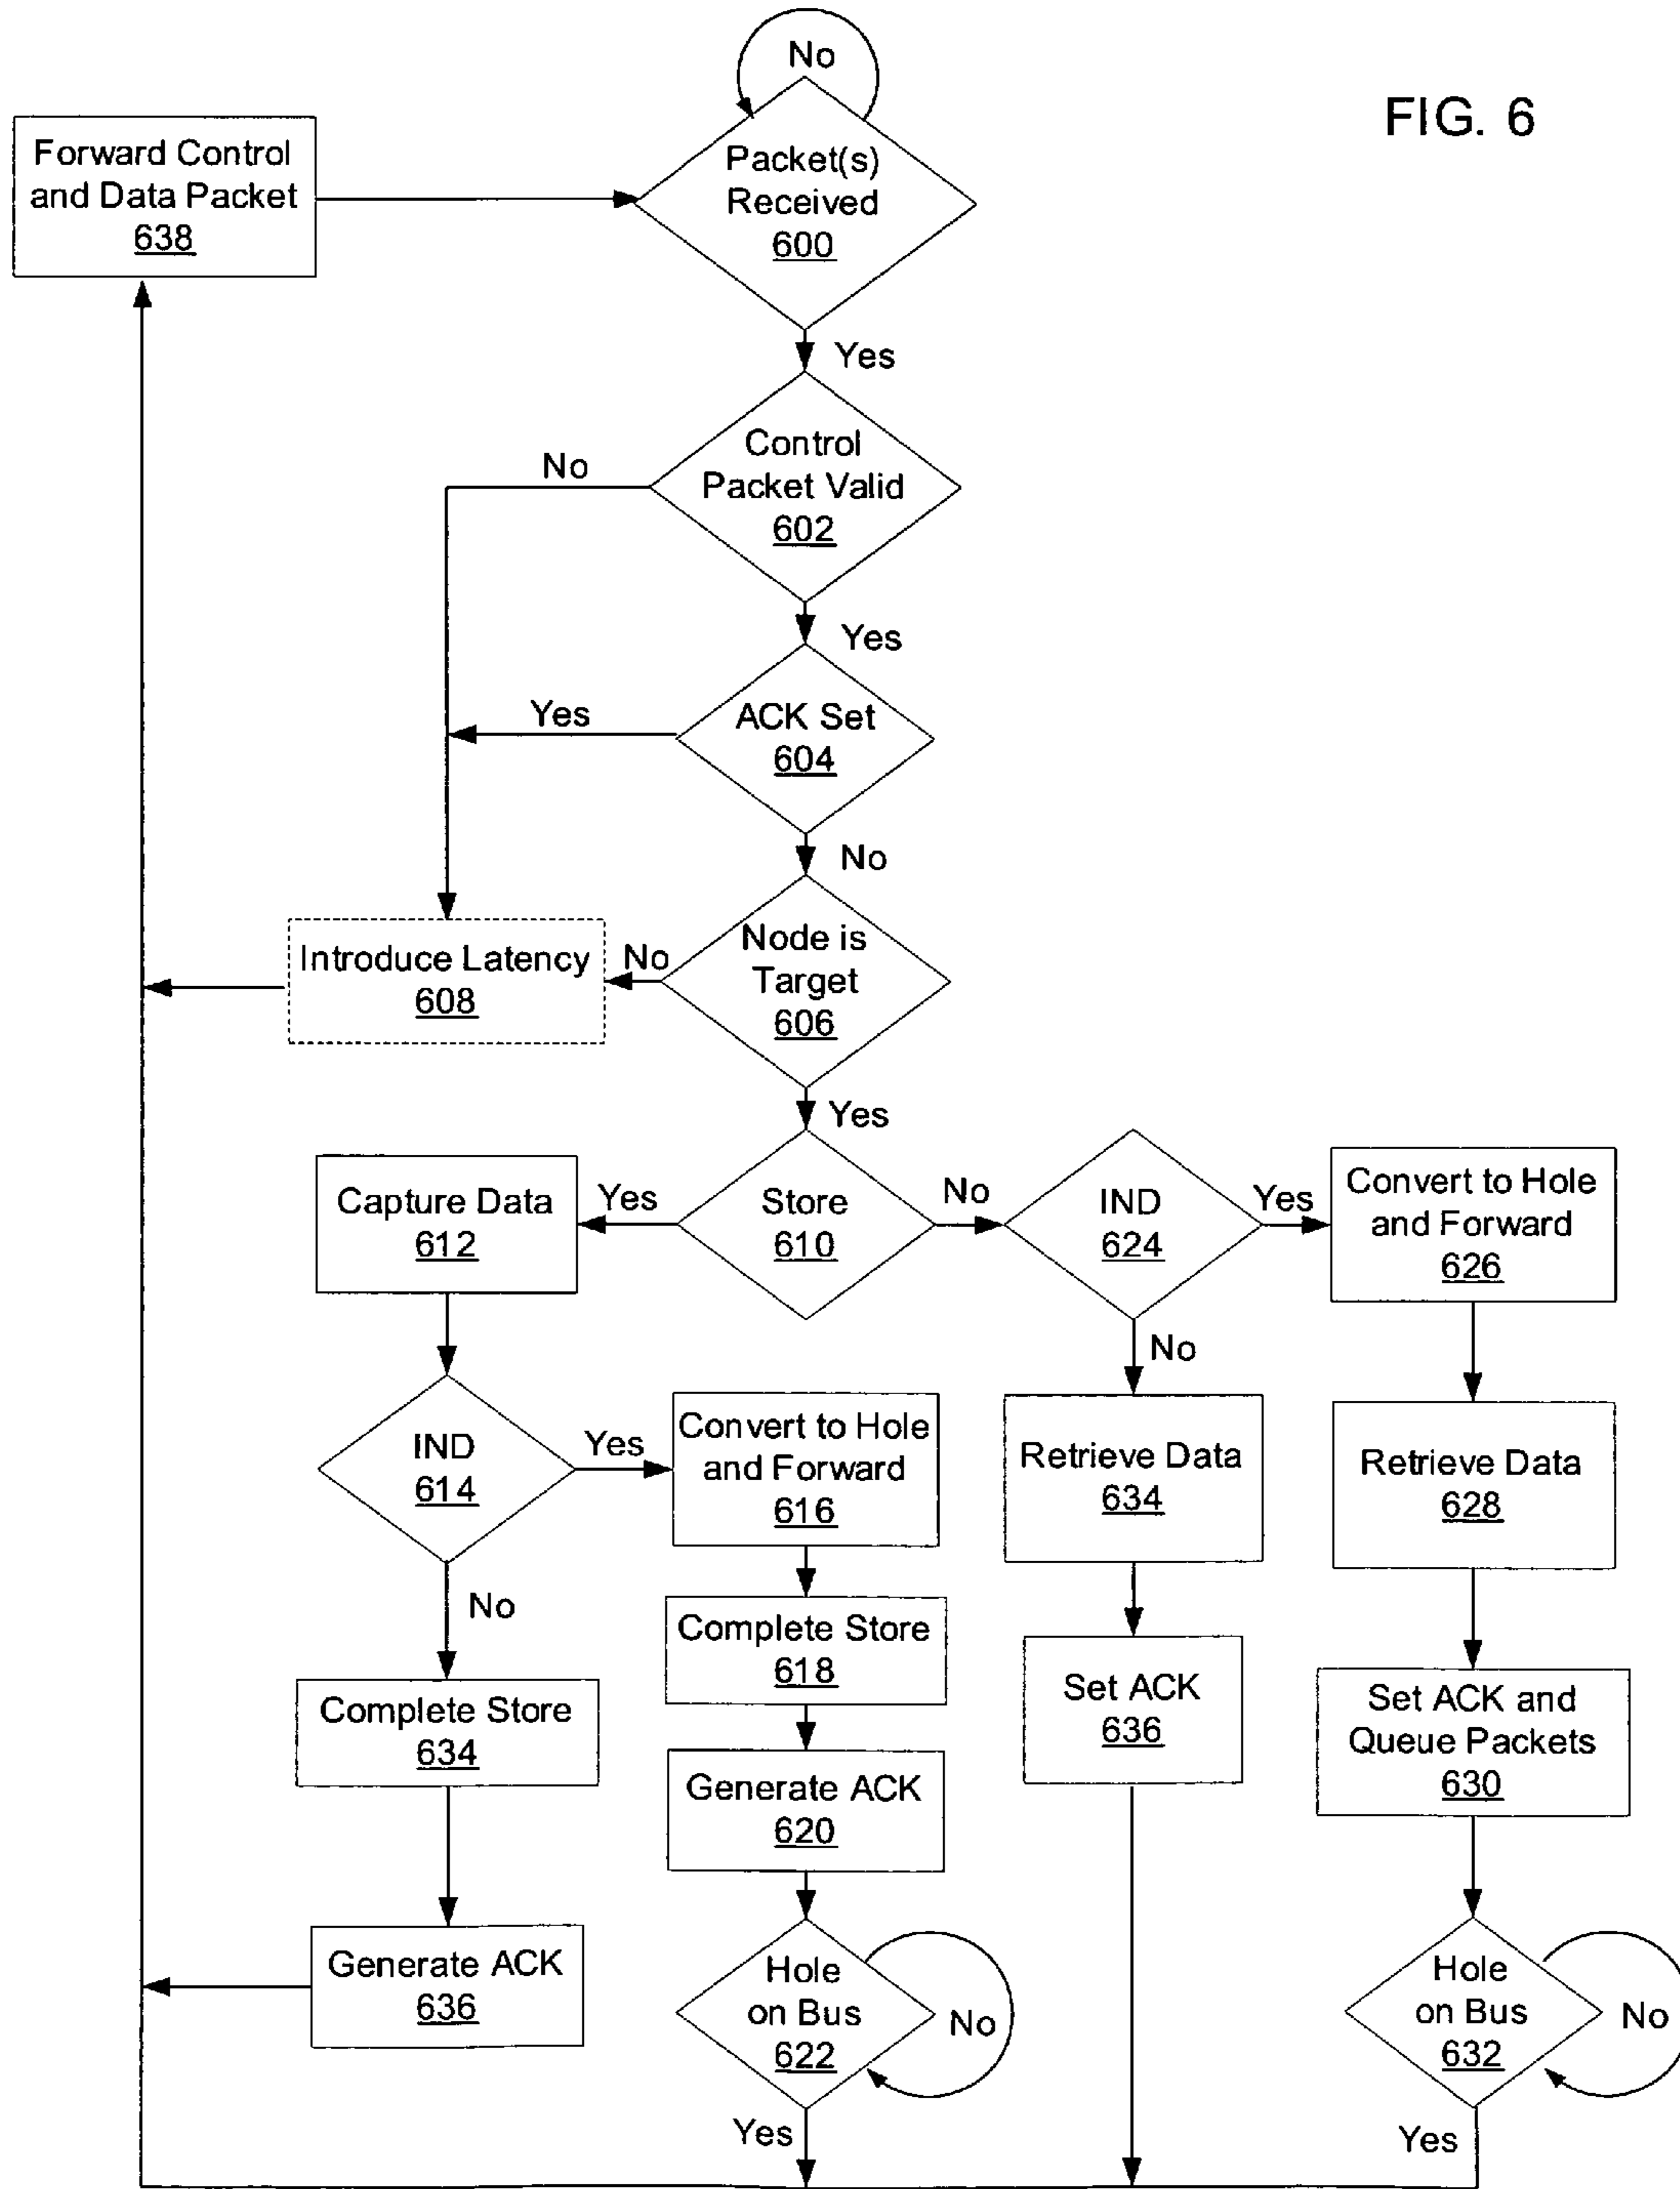 No
FIG. 6
Forward Control
and Data Packet
638
Packet(s)
Received
600
Yes
Control
Packet Valid
602
No
Yes
ACK Set
604
Yes
No
Node is
Target
606
No
Introduce Latency
608
Yes
Store
610
Yes
No
Capture Data
612
IND
624
Yes
Convert to Hole
and Forward
626
No
IND
614
Yes
Convert to Hole
and Forward
616
Retrieve Data
634
Retrieve Data
628
No
Complete Store
618
Complete Store
634
Set ACK
636
Set ACK and
Queue Packets
630
Generate ACK
620
Generate ACK
636
Hole
on Bus
622
No
Hole
on Bus
632
No
Yes
Yes